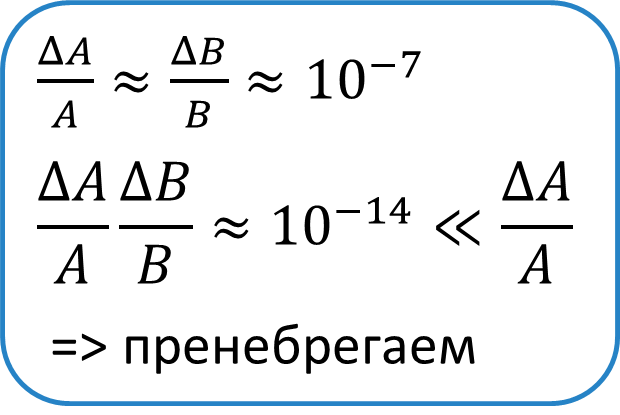 ΔA/A ≈ ΔB/B ≈ 10⁻⁷
ΔA/A ΔB/B ≈ 10⁻¹⁴ ≪ ΔA/A
=> пренебрегаем